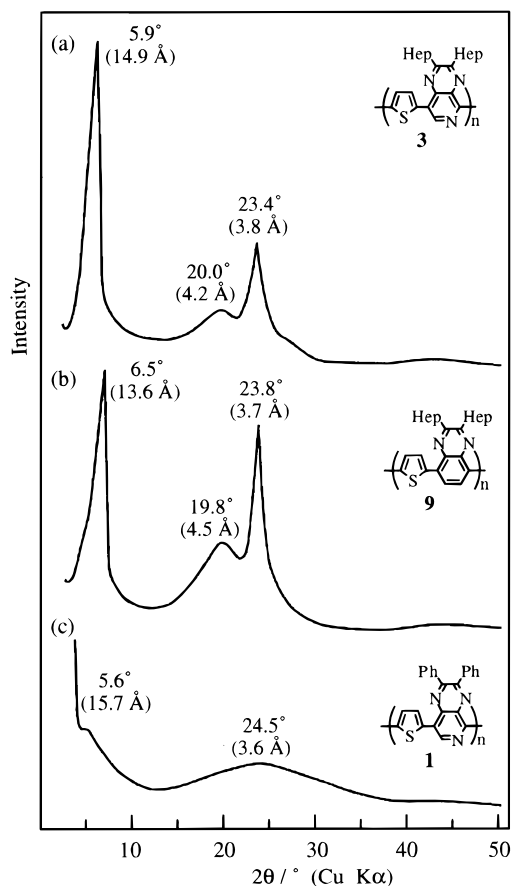 (a)
5.9°
(14.9 Å)
23.4°
(3.8 Å)
20.0°
(4.2 Å)
Hep Hep
N N
S N n
3
(b)
6.5°
(13.6 Å)
23.8°
(3.7 Å)
19.8°
(4.5 Å)
Hep Hep
N N
S n
9
(c)
5.6°
(15.7 Å)
24.5°
(3.6 Å)
Ph Ph
N N
S N n
1
Intensity
10 20 30 40 50
2θ / ° (Cu Kα)